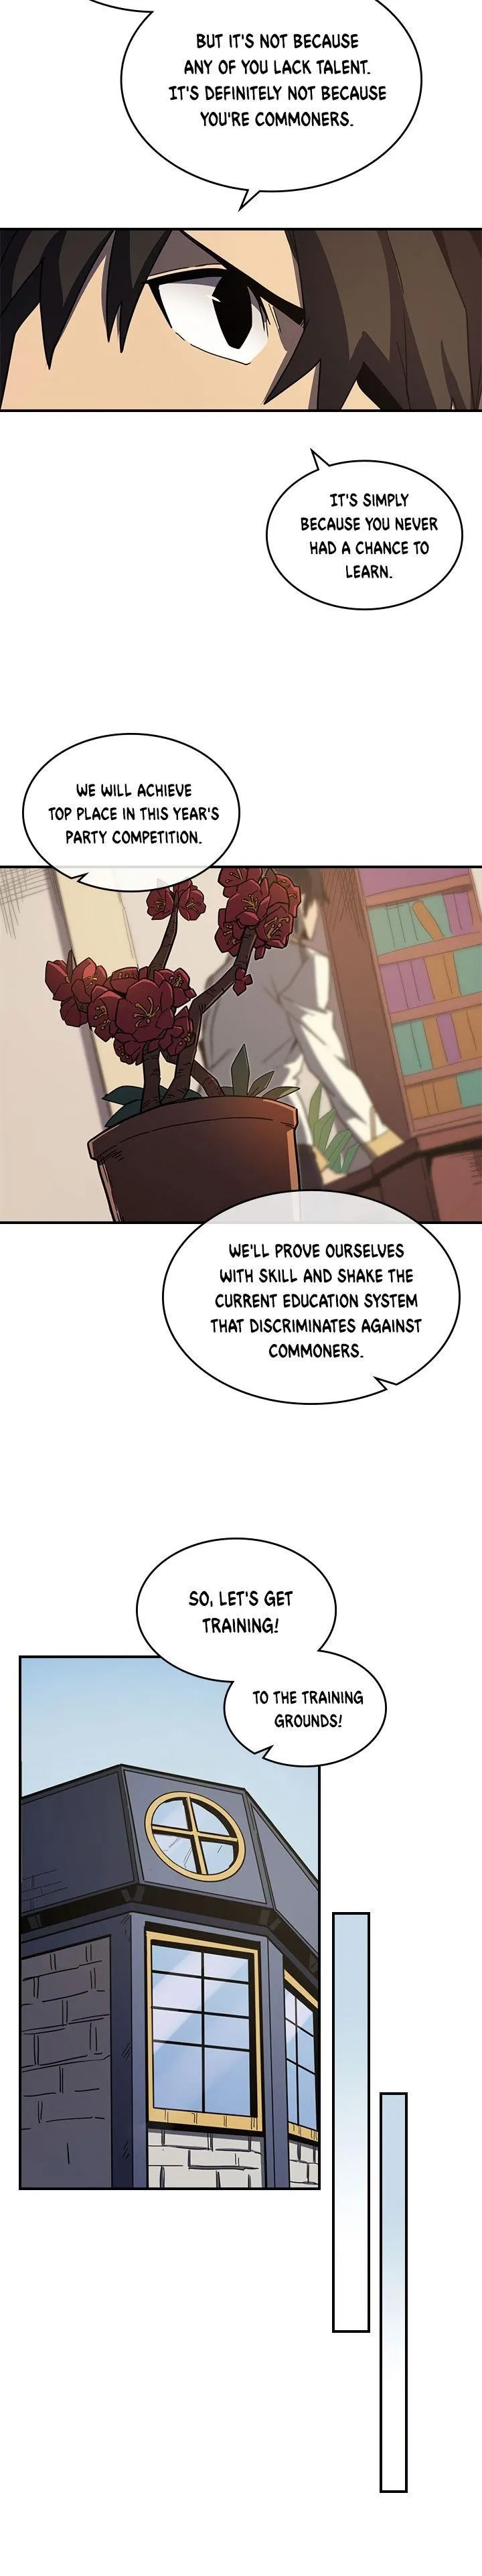 BUT IT'S NOT BECAUSE
ANY OF YOU LACK TALENT.
IT'S DEFINITELY NOT BECAUSE
YOU'RE COMMONERS.
IT'S SIMPLY
BECAUSE YOU NEVER
HAD A CHANCE TO
LEARN.
WE WILL ACHIEVE
TOP PLACE IN THIS YEAR'S
PARTY COMPETITION.
WE'LL PROVE OURSELVES
WITH SKILL AND SHAKE THE
CURRENT EDUCATION SYSTEM
THAT DISCRIMINATES AGAINST
COMMONERS.
SO, LET'S GET
TRAINING!
TO THE TRAINING
GROUNDS!